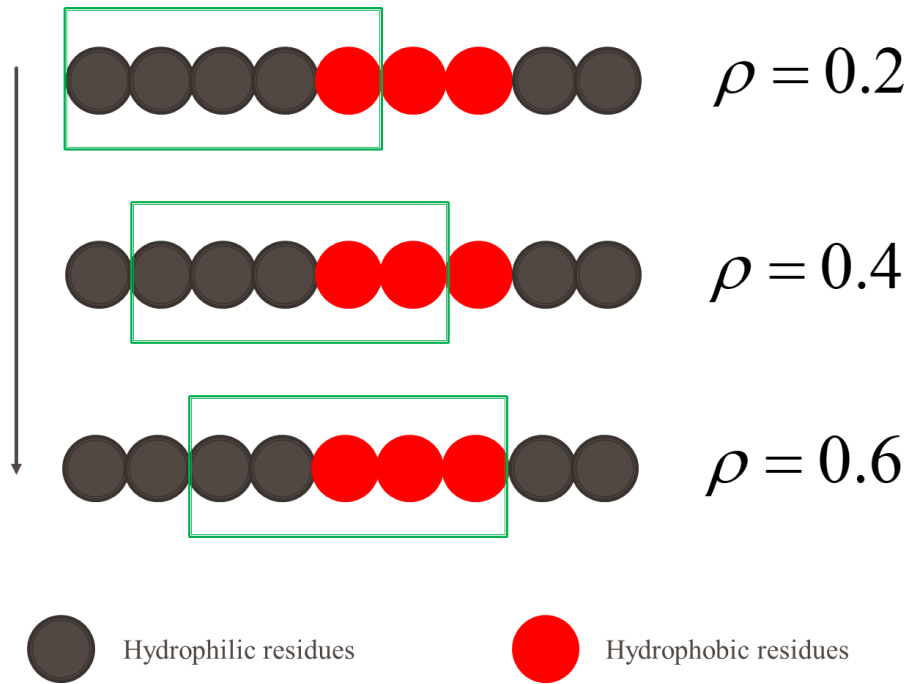 ρ = 0.2
ρ = 0.4
ρ = 0.6
Hydrophilic residues
Hydrophobic residues